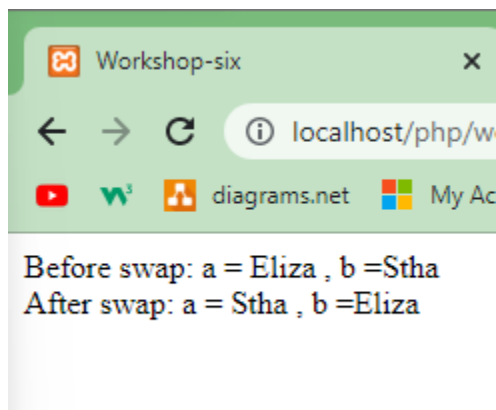 Workshop-six
localhost/php/w
diagrams.net My Ac
Before swap: a = Eliza , b =Stha
After swap: a = Stha , b =Eliza